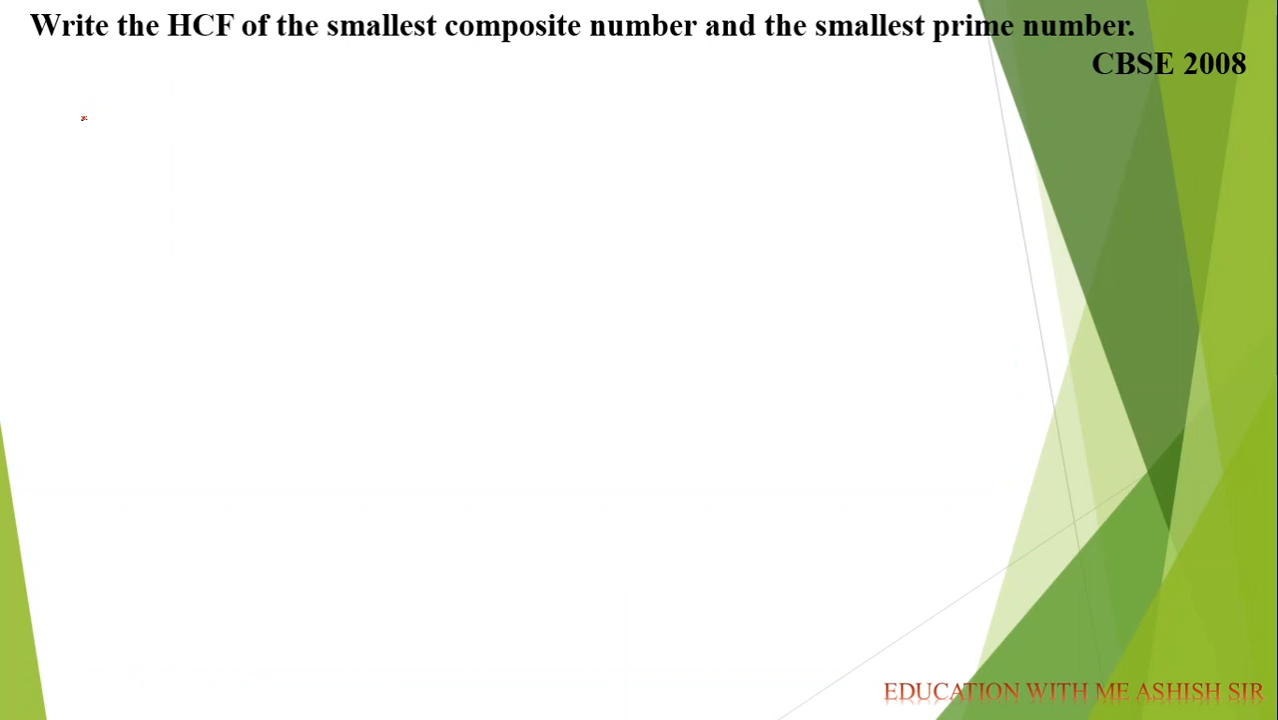 Write the HCF of the smallest composite number and the smallest prime number.
CBSE 2008
EDUCATION WITH ME ASHISH SIR